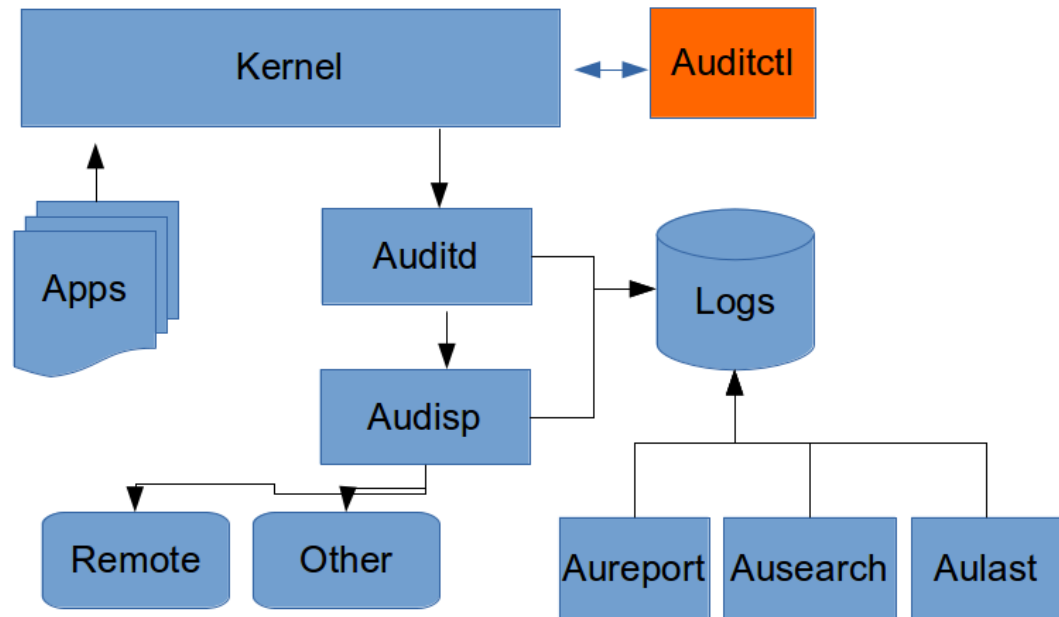 Kernel
Auditctl
Auditd
Apps
Logs
Audisp
Remote
Other
Aureport
Ausearch
Aulast